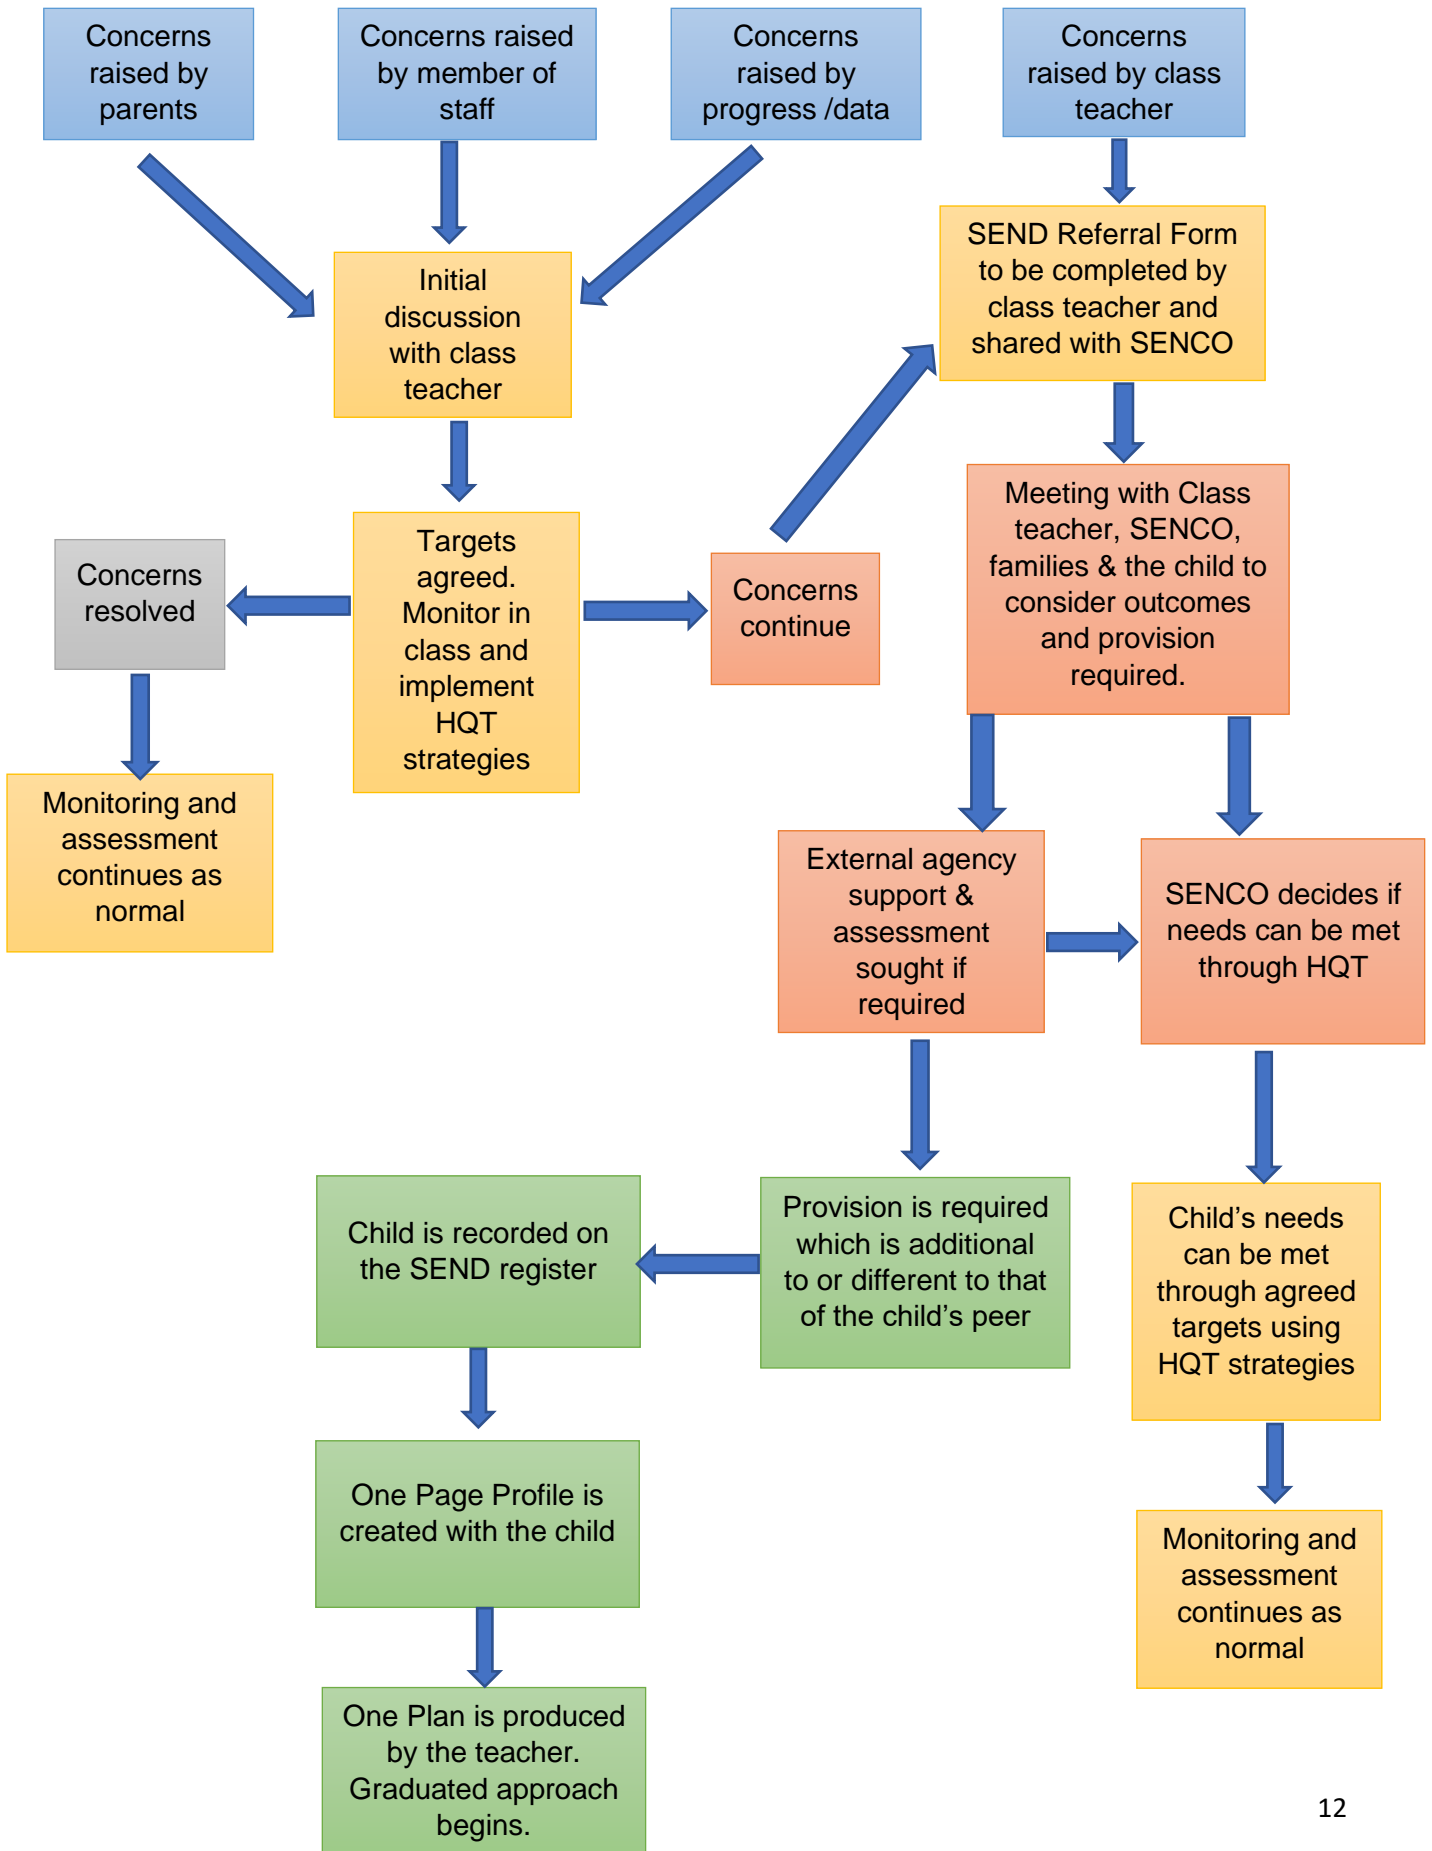 Concerns
raised by
parents
Concerns raised
by member of
staff
Concerns
raised by
progress /data
Concerns
raised by class
teacher
Initial
discussion
with class
teacher
SEND Referral Form
to be completed by
class teacher and
shared with SENCO
Concerns
resolved
Targets
agreed.
Monitor in
class and
implement
HQT
strategies
Concerns
continue
Meeting with Class
teacher, SENCO,
families & the child to
consider outcomes
and provision
required.
Monitoring and
assessment
continues as
normal
External agency
support &
assessment
sought if
required
SENCO decides if
needs can be met
through HQT
Child is recorded on
the SEND register
Provision is required
which is additional
to or different to that
of the child’s peer
Child’s needs
can be met
through agreed
targets using
HQT strategies
One Page Profile is
created with the child
Monitoring and
assessment
continues as
normal
One Plan is produced
by the teacher.
Graduated approach
begins.
12